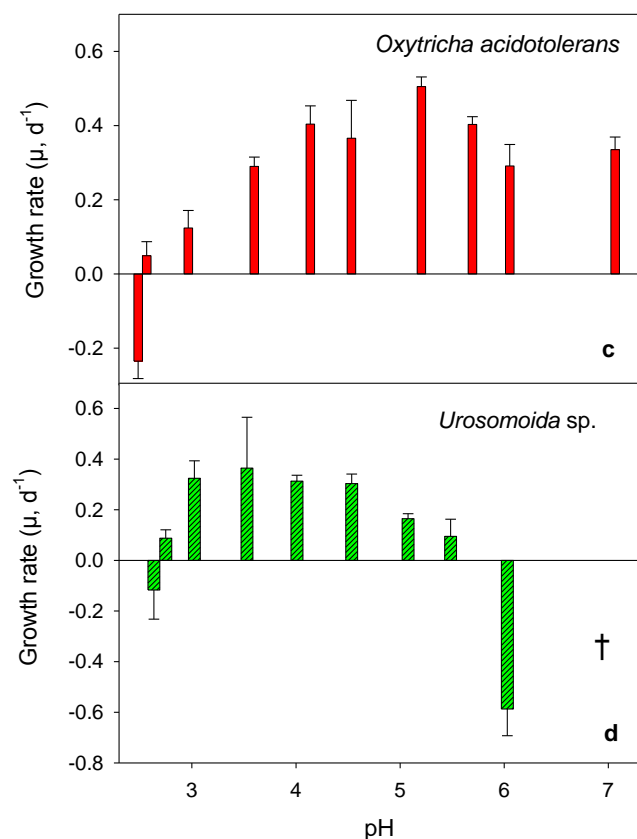 0.6
Oxytricha acidotolerans
0.4
0.2
0.0
-0.2
Growth rate (μ, d-1)
c
0.6
Urosomoida sp.
0.4
0.2
0.0
-0.2
-0.4
-0.6
-0.8
Growth rate (μ, d-1)
†
d
3 4 5 6 7
pH